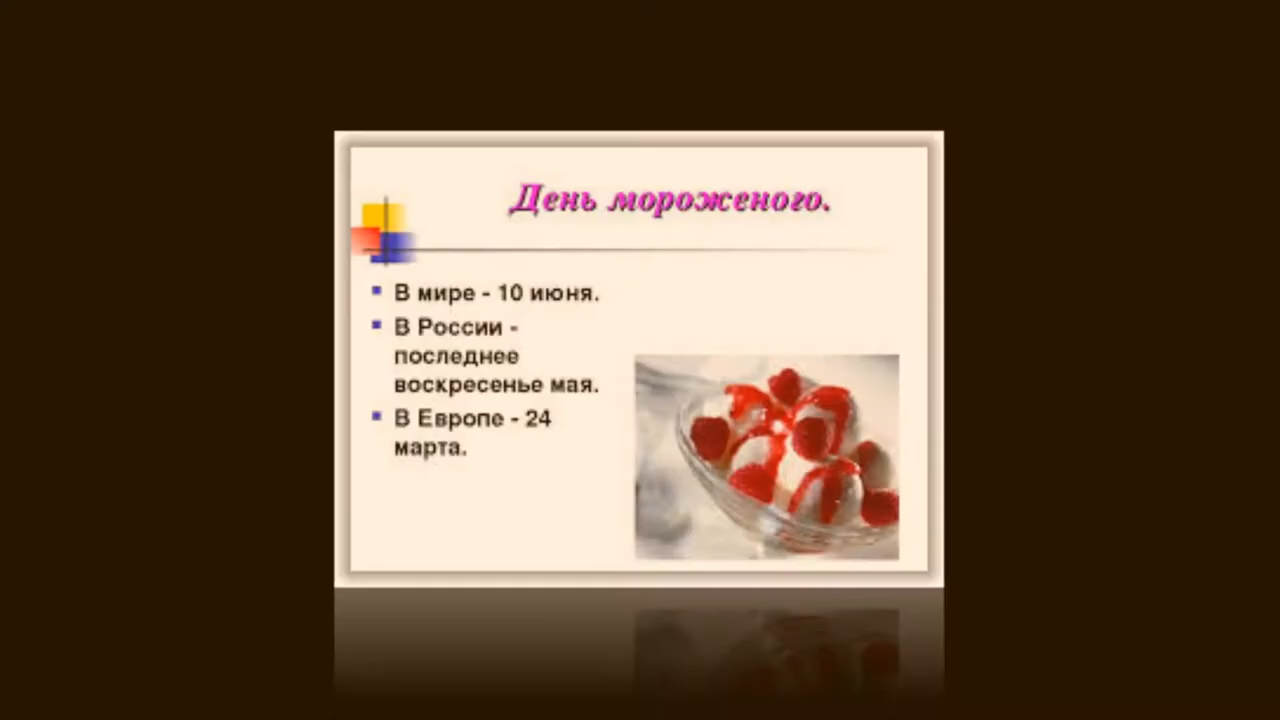 День мороженого.
В мире - 10 июня.
В России -
последнее
воскресенье мая.
В Европе - 24
марта.